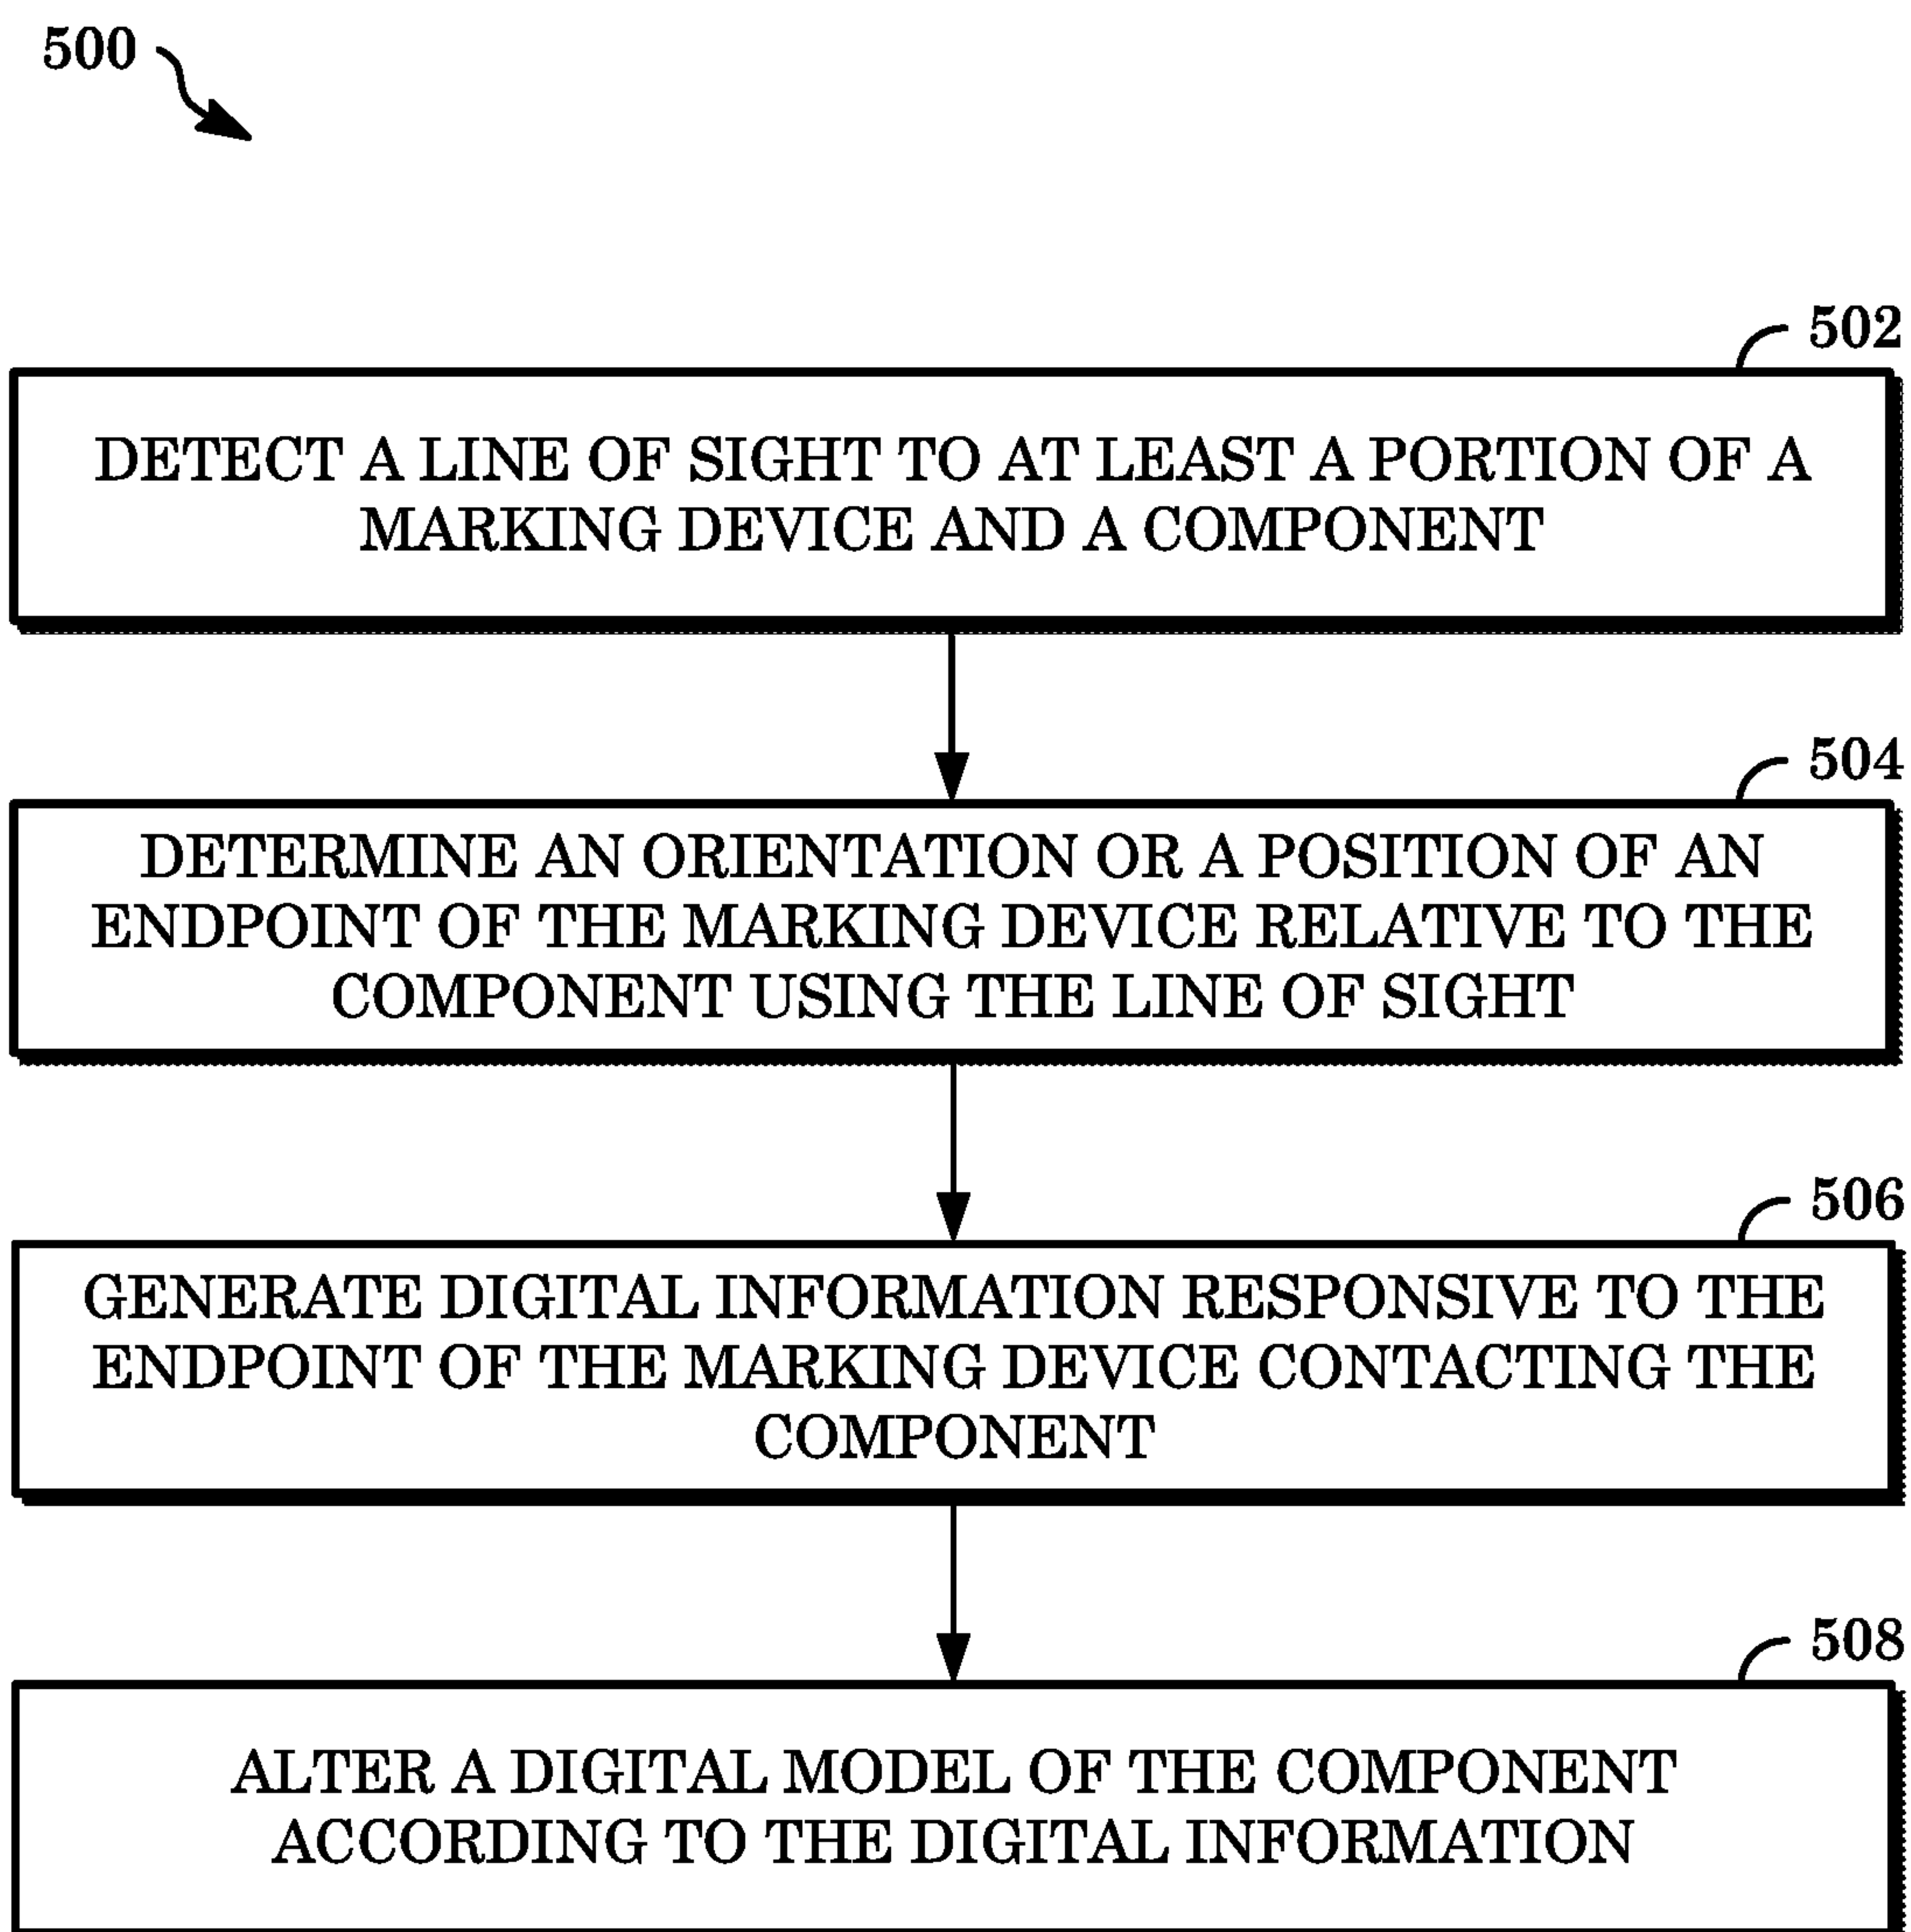 500
502
DETECT A LINE OF SIGHT TO AT LEAST A PORTION OF A
MARKING DEVICE AND A COMPONENT
504
DETERMINE AN ORIENTATION OR A POSITION OF AN
ENDPOINT OF THE MARKING DEVICE RELATIVE TO THE
COMPONENT USING THE LINE OF SIGHT
506
GENERATE DIGITAL INFORMATION RESPONSIVE TO THE
ENDPOINT OF THE MARKING DEVICE CONTACTING THE
COMPONENT
508
ALTER A DIGITAL MODEL OF THE COMPONENT
ACCORDING TO THE DIGITAL INFORMATION